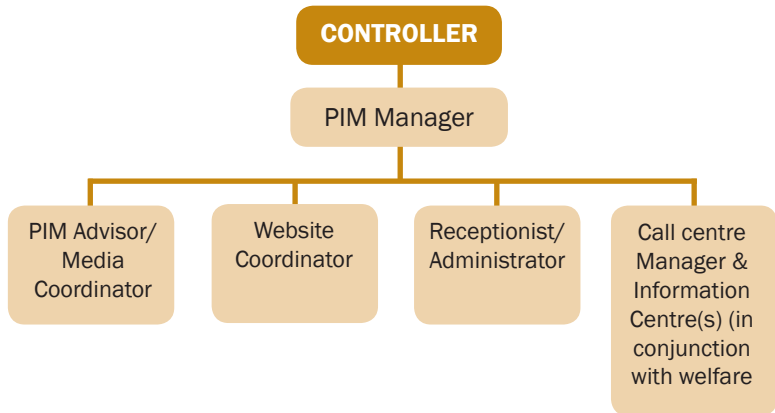 CONTROLLER
PIM Manager
PIM Advisor/
Media
Coordinator
Website
Coordinator
Receptionist/
Administrator
Call centre
Manager &
Information
Centre(s) (in
conjunction
with welfare